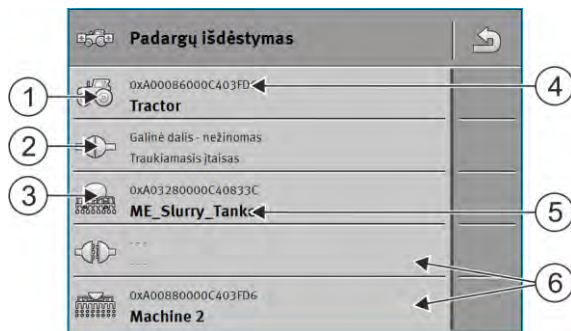 Padargų išdėstymas
0xA00086000C403FD
Tractor
Galinė dalis - nežinomas
Traukiamasis įtaisas
0xA03280000C40833C
ME_Slurry_Tank
- - -
- - -
0xA00880000C403FD6
Machine 2
1
2
3
4
5
6